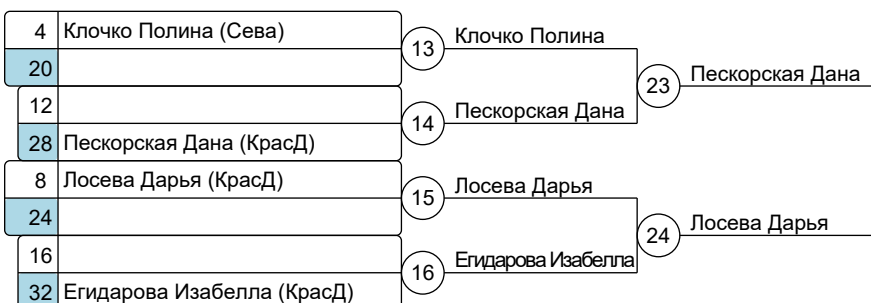 4 Клочко Полина (Сева)
13 Клочко Полина
20
23 Пескорская Дана
12
14 Пескорская Дана
28 Пескорская Дана (КрасД)
8 Лосева Дарья (КрасД)
15 Лосева Дарья
24
24 Лосева Дарья
16
16 Егидарова Изабелла
32 Егидарова Изабелла (КрасД)